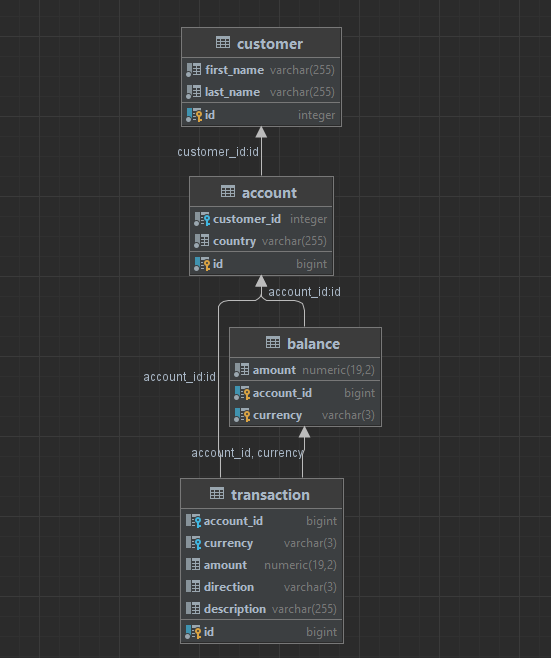 customer
first_name varchar(255)
last_name varchar(255)
id integer
customer_id:id
account
customer_id integer
country varchar(255)
id bigint
account_id:id
balance
amount numeric(19,2)
account_id:id
account_id bigint
currency varchar(3)
account_id, currency
transaction
account_id bigint
currency varchar(3)
amount numeric(19,2)
direction varchar(3)
description varchar(255)
id bigint